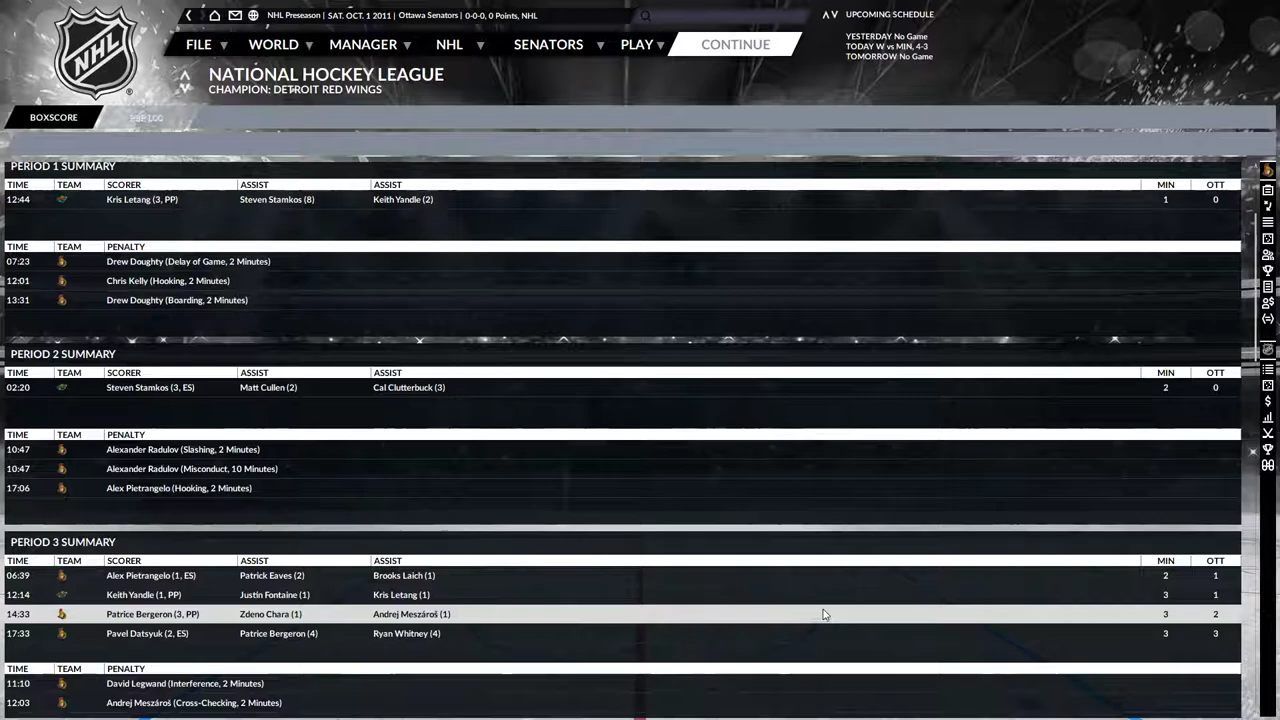 NHL Preseason | SAT. OCT. 1 2011 | Ottawa Senators | 0-0-0, 0 Points, NHL
UPCOMING SCHEDULE
YESTERDAY No Game
TODAY W vs MIN, 4-3
TOMORROW No Game
FILE WORLD MANAGER NHL SENATORS PLAY CONTINUE
NHL
NATIONAL HOCKEY LEAGUE
CHAMPION: DETROIT RED WINGS
BOXSCORE
PERIOD 1 SUMMARY
TIME TEAM SCORER ASSIST ASSIST MIN OTT
12:44 Kris Letang (3, PP) Steven Stamkos (8) Keith Yandle (2) 1 0
TIME TEAM PENALTY
07:23 Drew Doughty (Delay of Game, 2 Minutes)
12:01 Chris Kelly (Hooking, 2 Minutes)
13:31 Drew Doughty (Boarding, 2 Minutes)
PERIOD 2 SUMMARY
TIME TEAM SCORER ASSIST ASSIST MIN OTT
02:20 Steven Stamkos (3, ES) Matt Cullen (2) Cal Clutterbuck (3) 2 0
TIME TEAM PENALTY
10:47 Alexander Radulov (Slashing, 2 Minutes)
10:47 Alexander Radulov (Misconduct, 10 Minutes)
17:06 Alex Pietrangelo (Hooking, 2 Minutes)
PERIOD 3 SUMMARY
TIME TEAM SCORER ASSIST ASSIST MIN OTT
06:39 Alex Pietrangelo (1, ES) Patrick Eaves (2) Brooks Laich (1) 2 1
12:14 Keith Yandle (1, PP) Justin Fontaine (1) Kris Letang (1) 3 1
14:33 Patrice Bergeron (3, PP) Zdeno Chara (1) Andrej Meszároš (1) 3 2
17:33 Pavel Datsyuk (2, ES) Patrice Bergeron (4) Ryan Whitney (4) 3 3
TIME TEAM PENALTY
11:10 David Legwand (Interference, 2 Minutes)
12:03 Andrej Meszároš (Cross-Checking, 2 Minutes)